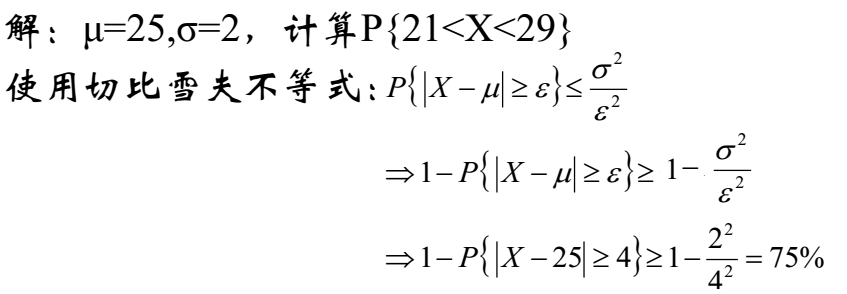 解：μ=25,σ=2，计算P{21<X<29}
使用切比雪夫不等式：P{|X−μ|≥ε}≤σ²/ε²
⇒1−P{|X−μ|≥ε}≥ 1− σ²/ε²
⇒1−P{|X−25|≥4}≥1−2²/4²=75%